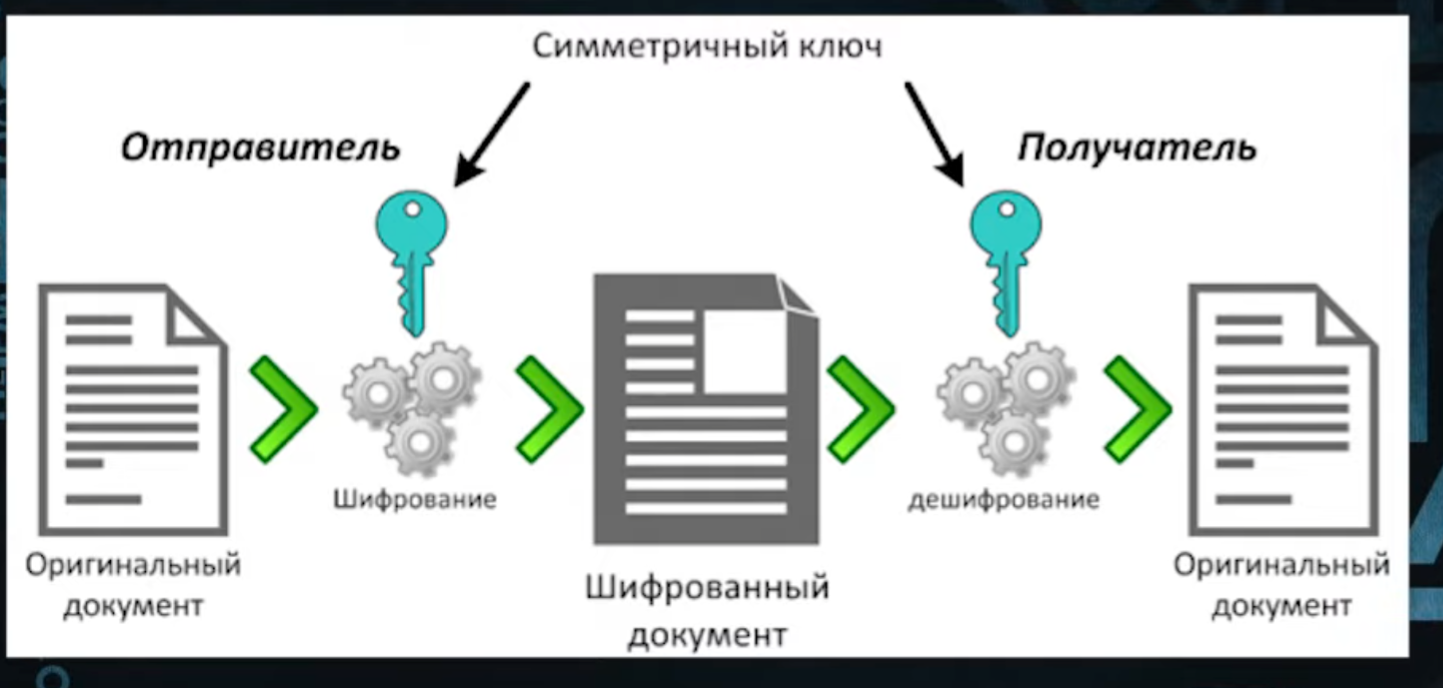 Симметричный ключ
Отправитель
Получатель
Шифрование
дешифрование
Оригинальный
документ
Шифрованный
документ
Оригинальный
документ